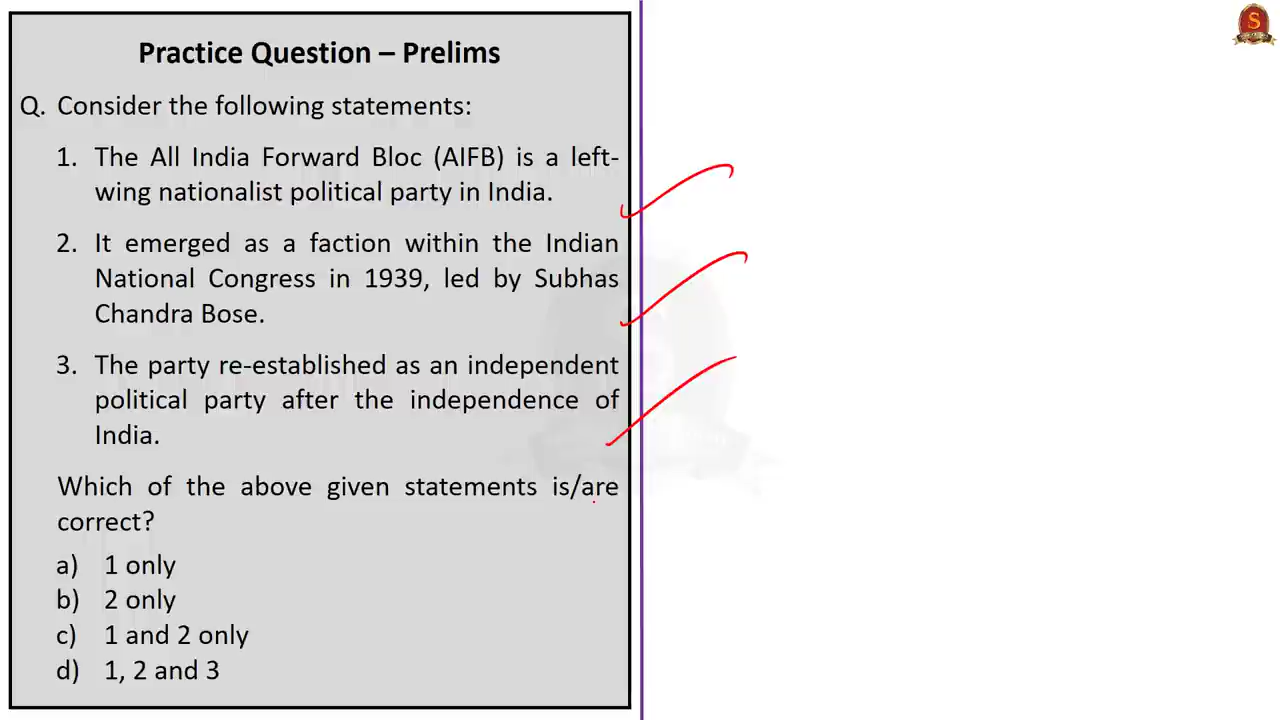 Practice Question – Prelims
Q. Consider the following statements:
1. The All India Forward Bloc (AIFB) is a left-
wing nationalist political party in India.
2. It emerged as a faction within the Indian
National Congress in 1939, led by Subhas
Chandra Bose.
3. The party re-established as an independent
political party after the independence of
India.
Which of the above given statements is/are
correct?
a) 1 only
b) 2 only
c) 1 and 2 only
d) 1, 2 and 3
S